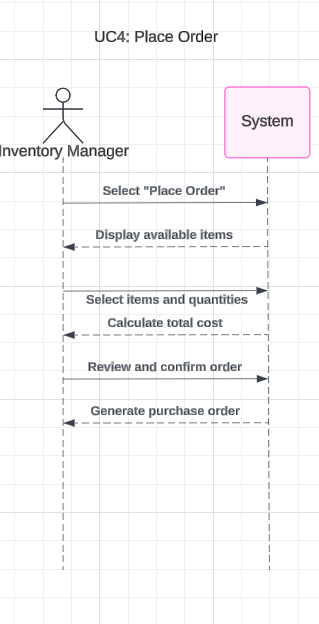 UC4: Place Order
System
Inventory Manager
Select "Place Order"
Display available items
Select items and quantities
Calculate total cost
Review and confirm order
Generate purchase order